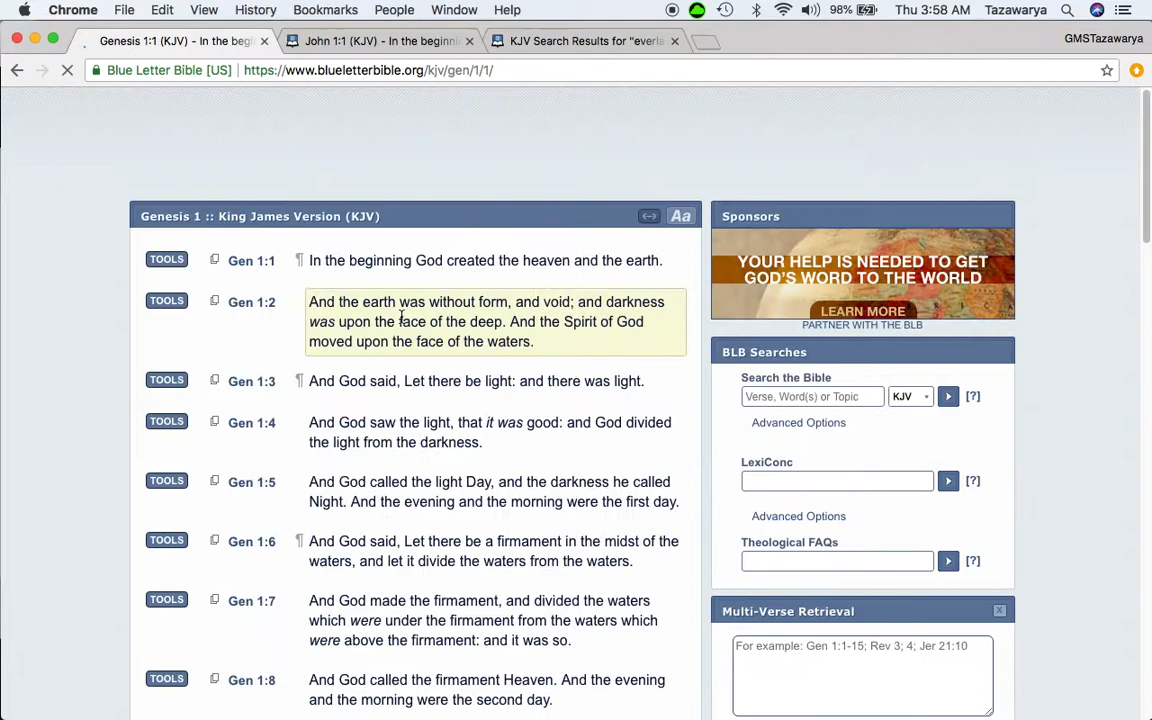 Chrome File Edit View History Bookmarks People Window Help 98% Thu 3:58 AM Tazawarya
Genesis 1:1 (KJV) - In the begi
John 1:1 (KJV) - In the beginni
KJV Search Results for "everla
GMSTazawarya
Blue Letter Bible [US] https://www.blueletterbible.org/kjv/gen/1/1/
Genesis 1 :: King James Version (KJV) Aa
TOOLS Gen 1:1 ¶ In the beginning God created the heaven and the earth.
TOOLS Gen 1:2 And the earth was without form, and void; and darkness
was upon the face of the deep. And the Spirit of God
moved upon the face of the waters.
TOOLS Gen 1:3 ¶ And God said, Let there be light: and there was light.
TOOLS Gen 1:4 And God saw the light, that it was good: and God divided
the light from the darkness.
TOOLS Gen 1:5 And God called the light Day, and the darkness he called
Night. And the evening and the morning were the first day.
TOOLS Gen 1:6 ¶ And God said, Let there be a firmament in the midst of the
waters, and let it divide the waters from the waters.
TOOLS Gen 1:7 And God made the firmament, and divided the waters
which were under the firmament from the waters which
were above the firmament: and it was so.
TOOLS Gen 1:8 And God called the firmament Heaven. And the evening
and the morning were the second day.
Sponsors
YOUR HELP IS NEEDED TO GET
GOD'S WORD TO THE WORLD
LEARN MORE
PARTNER WITH THE BLB
BLB Searches
Search the Bible
Verse, Word(s) or Topic KJV [?]
Advanced Options
LexiConc
[?]
Advanced Options
Theological FAQs
[?]
Multi-Verse Retrieval x
For example: Gen 1:1-15; Rev 3; 4; Jer 21:10